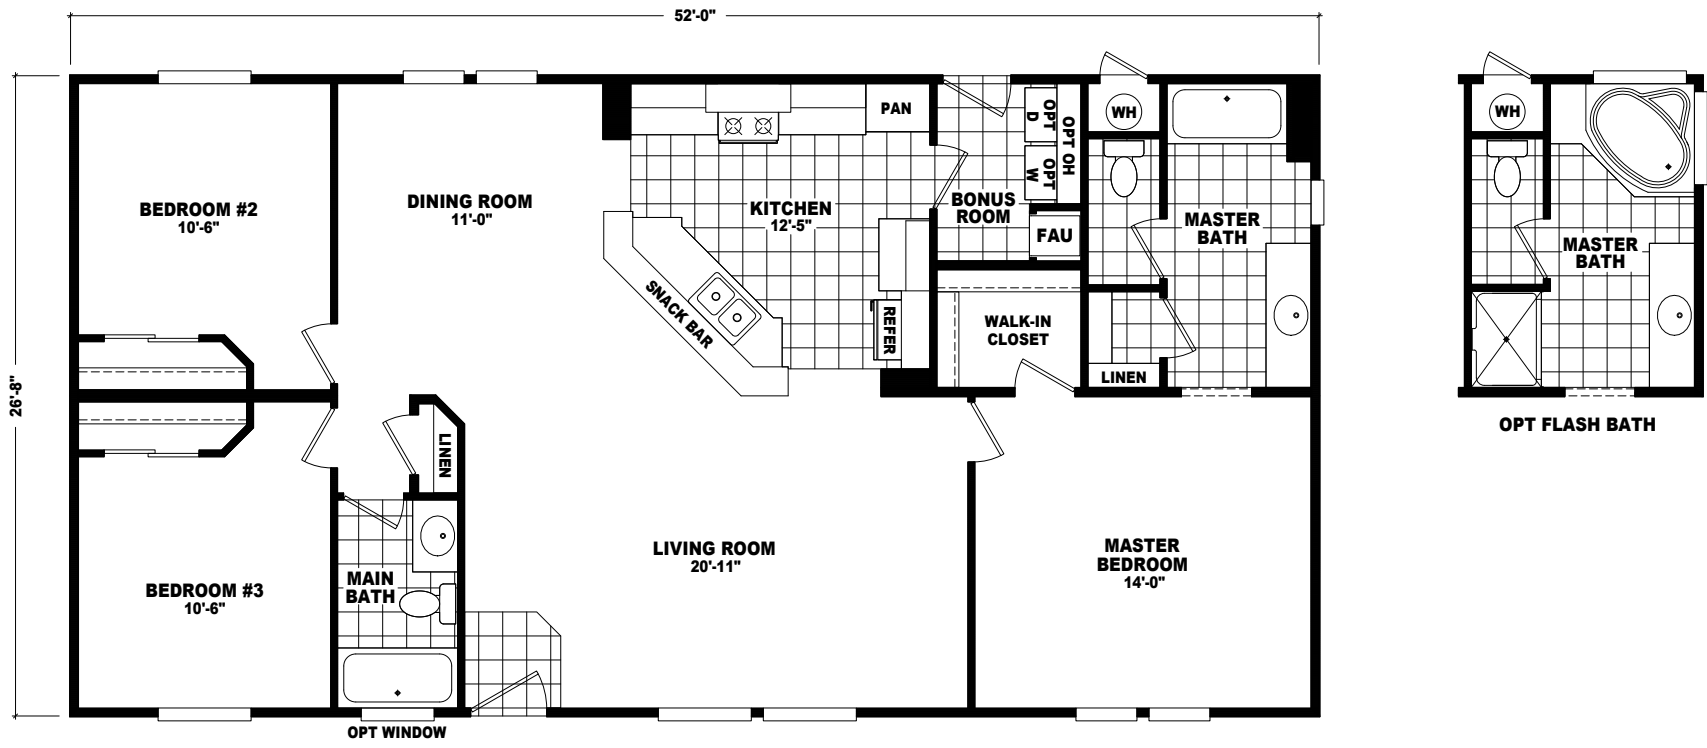 52'-0"
26'-8"
BEDROOM #2
10'-6"
DINING ROOM
11'-0"
KITCHEN
12'-5"
PAN
SNACK BAR
REFER
BONUS
ROOM
OPT
D
OPT
W
OPT OH
FAU
WH
MASTER
BATH
WALK-IN
CLOSET
LINEN
LINEN
BEDROOM #3
10'-6"
MAIN
BATH
OPT WINDOW
LIVING ROOM
20'-11"
MASTER
BEDROOM
14'-0"
WH
MASTER
BATH
OPT FLASH BATH